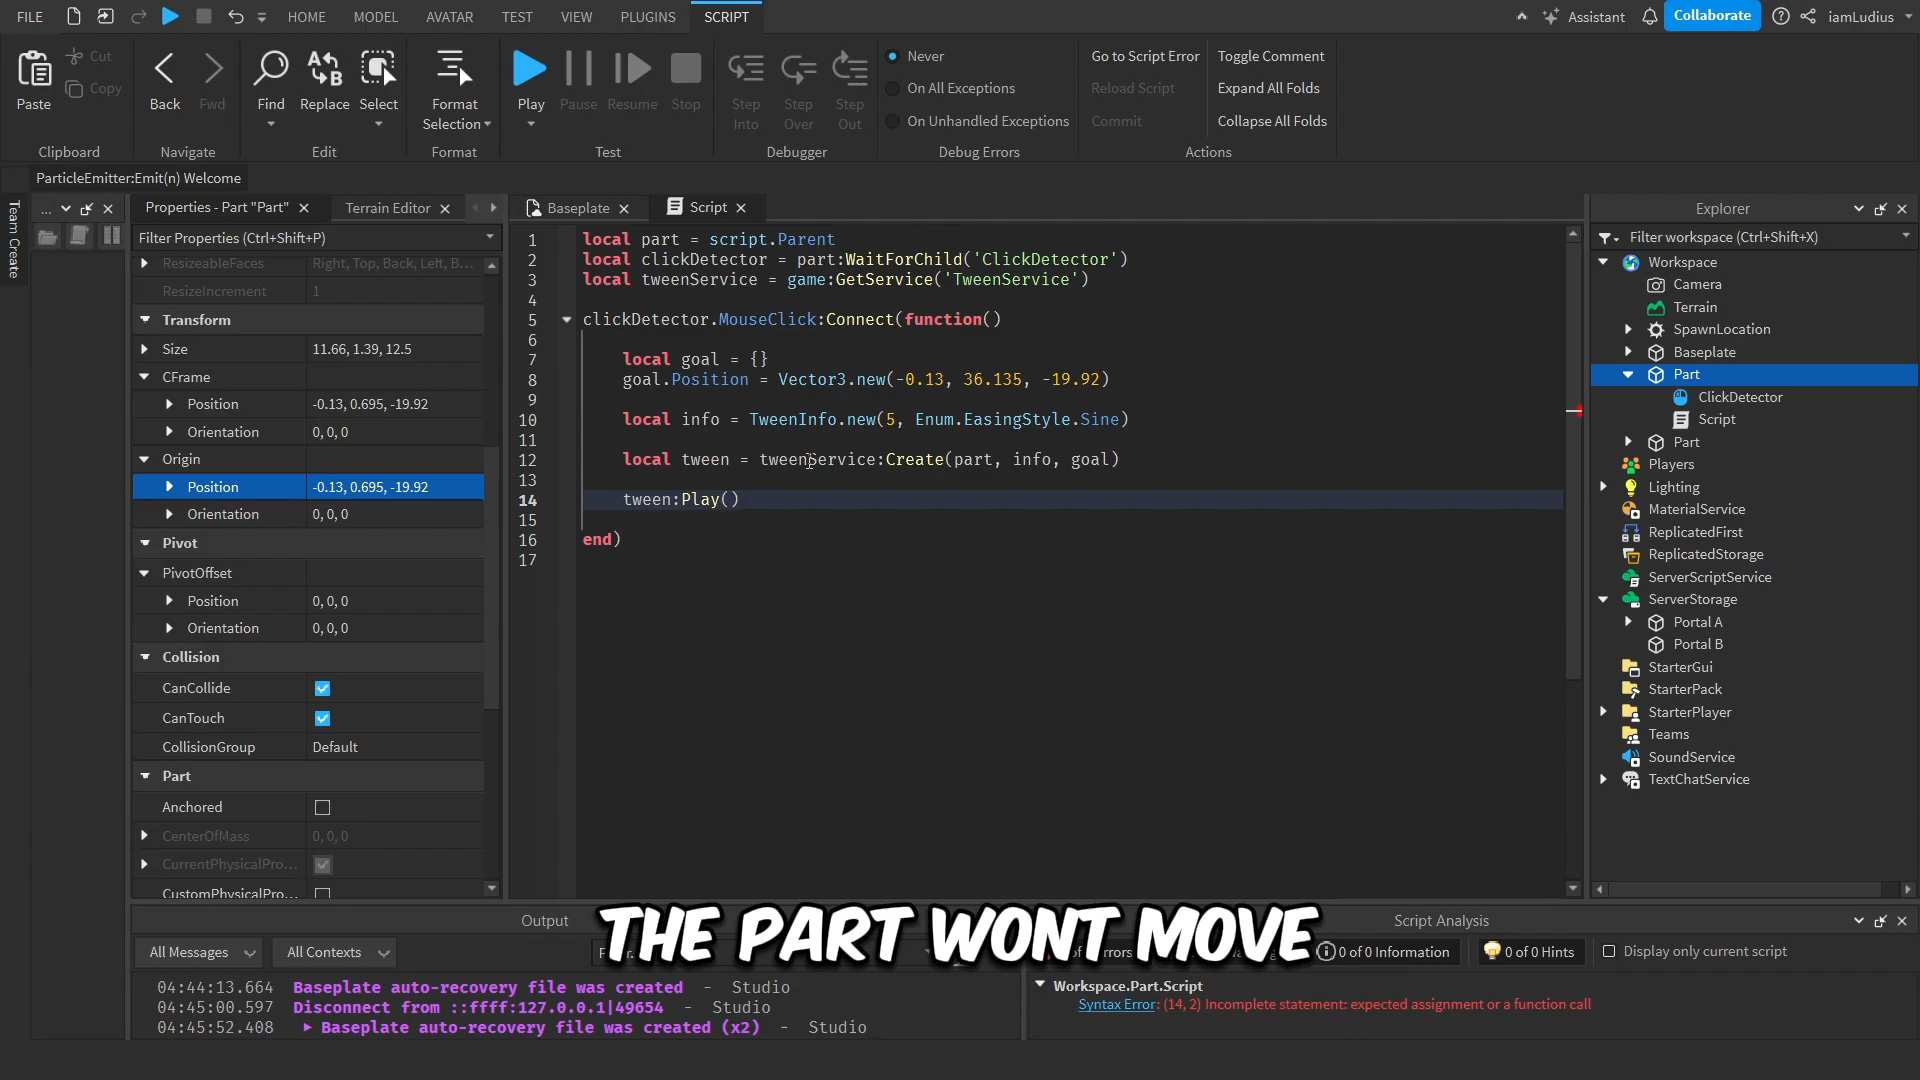 FILE HOME MODEL AVATAR TEST VIEW PLUGINS SCRIPT Assistant Collaborate iamLudius
Paste Cut Copy Back Fwd Find Replace Select Format Selection Play Pause Resume Stop Step Into Step Over Step Out
Never
On All Exceptions
On Unhandled Exceptions
Go to Script Error
Reload Script
Commit
Toggle Comment
Expand All Folds
Collapse All Folds
Clipboard Navigate Edit Format Test Debugger Debug Errors Actions
ParticleEmitter:Emit(n) Welcome
Team Create
...
Properties - Part "Part" Terrain Editor
Filter Properties (Ctrl+Shift+P)
ResizeableFaces Right, Top, Back, Left, B...
ResizeIncrement 1
Transform
Size 11.66, 1.39, 12.5
CFrame
Position -0.13, 0.695, -19.92
Orientation 0, 0, 0
Origin
Position -0.13, 0.695, -19.92
Orientation 0, 0, 0
Pivot
PivotOffset
Position 0, 0, 0
Orientation 0, 0, 0
Collision
CanCollide
CanTouch
CollisionGroup Default
Part
Anchored
CenterOfMass 0, 0, 0
CurrentPhysicalPro...
CustomPhysicalPro...
Baseplate Script
1 local part = script.Parent
2 local clickDetector = part:WaitForChild('ClickDetector')
3 local tweenService = game:GetService('TweenService')
4
5 clickDetector.MouseClick:Connect(function()
6
7 local goal = {}
8 goal.Position = Vector3.new(-0.13, 36.135, -19.92)
9
10 local info = TweenInfo.new(5, Enum.EasingStyle.Sine)
11
12 local tween = tweenService:Create(part, info, goal)
13
14 tween:Play()
15
16 end)
17
Explorer
Filter workspace (Ctrl+Shift+X)
Workspace
Camera
Terrain
SpawnLocation
Baseplate
Part
ClickDetector
Script
Part
Players
Lighting
MaterialService
ReplicatedFirst
ReplicatedStorage
ServerScriptService
ServerStorage
Portal A
Portal B
StarterGui
StarterPack
StarterPlayer
Teams
SoundService
TextChatService
THE PART WONT MOVE
Output
All Messages All Contexts
04:44:13.664 Baseplate auto-recovery file was created - Studio
04:45:00.597 Disconnect from ::ffff:127.0.0.1|49654 - Studio
04:45:52.408 Baseplate auto-recovery file was created (x2) - Studio
Script Analysis
0 of 0 Information 0 of 0 Hints Display only current script
Workspace.Part.Script
Syntax Error: (14, 2) Incomplete statement: expected assignment or a function call